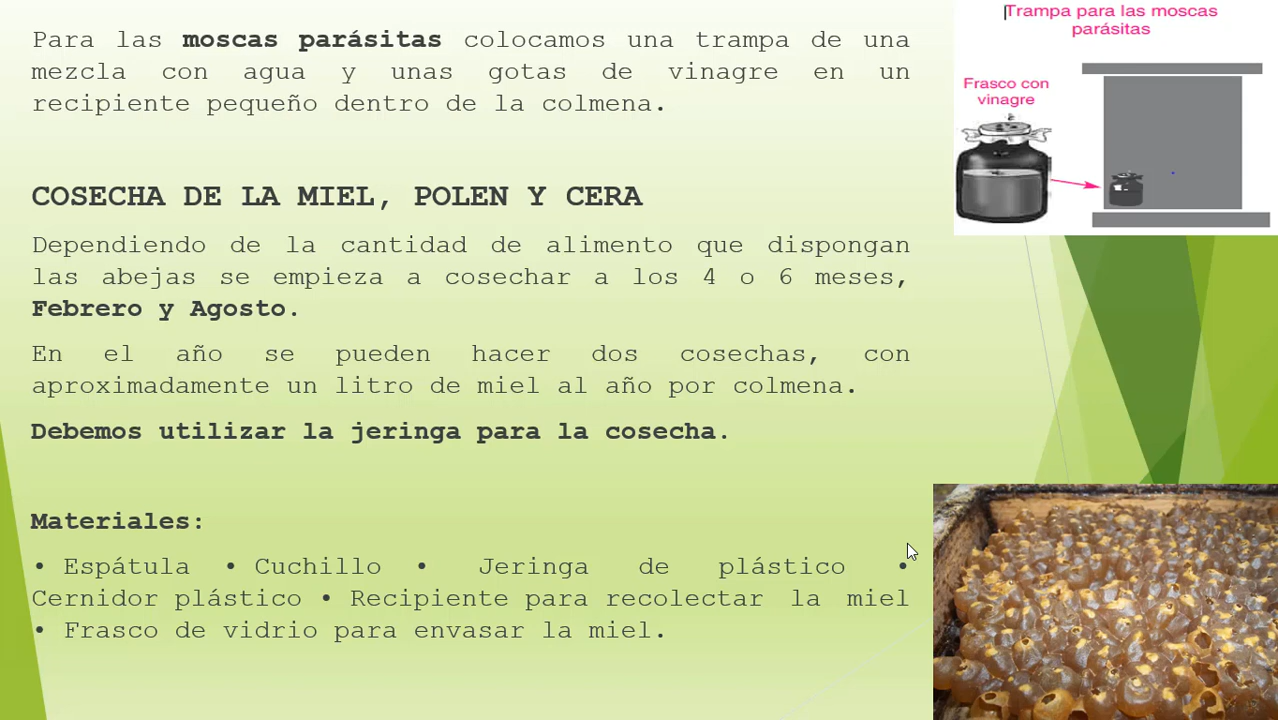 Para las moscas parásitas colocamos una trampa de una
mezcla con agua y unas gotas de vinagre en un
recipiente pequeño dentro de la colmena.
COSECHA DE LA MIEL, POLEN Y CERA
Dependiendo de la cantidad de alimento que dispongan
las abejas se empieza a cosechar a los 4 o 6 meses,
Febrero y Agosto.
En el año se pueden hacer dos cosechas, con
aproximadamente un litro de miel al año por colmena.
Debemos utilizar la jeringa para la cosecha.
Materiales:
• Espátula • Cuchillo • Jeringa de plástico •
Cernidor plástico • Recipiente para recolectar la miel
• Frasco de vidrio para envasar la miel.
Trampa para las moscas
parásitas
Frasco con
vinagre